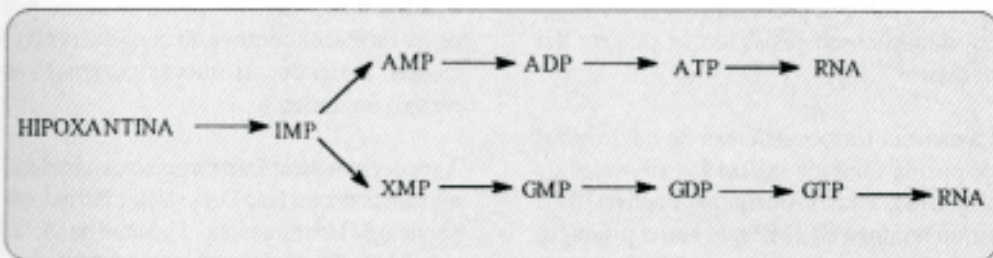 AMP ADP ATP RNA
HIPOXANTINA IMP
XMP GMP GDP GTP RNA